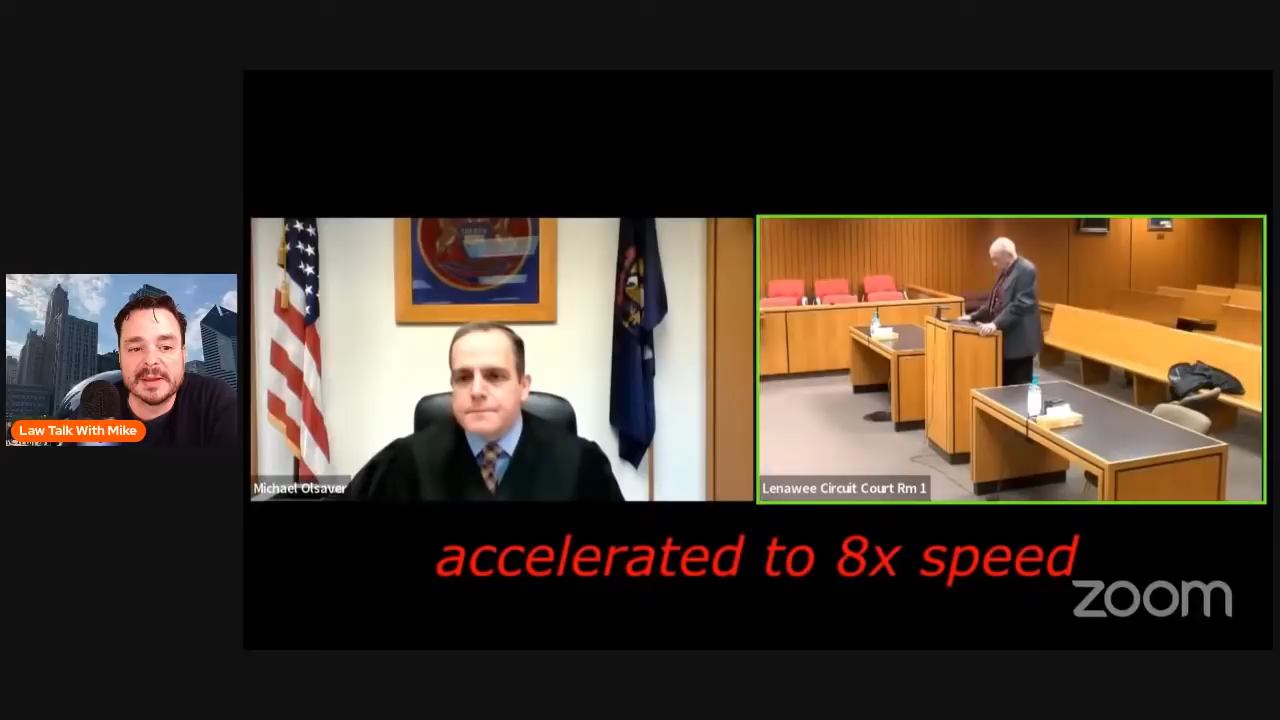 Law Talk With Mike
Michael Olsaver
Lenawee Circuit Court Rm 1
accelerated to 8x speed
zoom